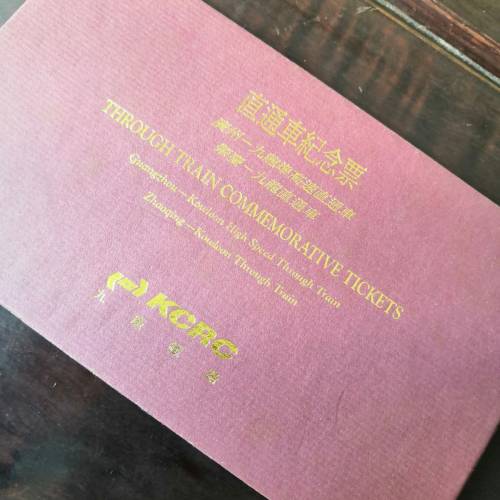 直通車紀念票
廣州—九龍準高速直通車
肇慶—九龍直通車
THROUGH TRAIN COMMEMORATIVE TICKETS
Guangzhou—Kowloon High Speed Through Train
Zhaoqing—Kowloon Through Train
KCRC
九廣鐵路